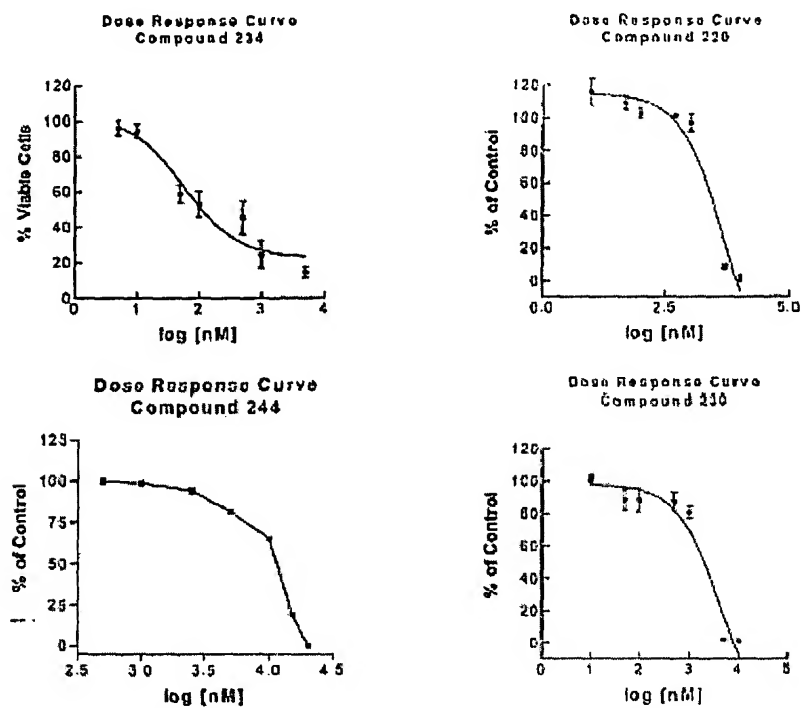 Dose Response Curve
Compound 234
120
100
80
60
40
20
0
% Viable Cells
0 1 2 3 4
log [nM]
Dose Response Curve
Compound 220
120
100
80
60
40
20
0
% of Control
0.0 2.5 5.0
log [nM]
Dose Response Curve
Compound 244
125
100
75
50
25
0
% of Control
2.5 3.0 3.5 4.0 4.5
log [nM]
Dose Response Curve
Compound 230
120
100
80
60
40
20
0
% of Control
0 1 2 3 4 5
log [nM]